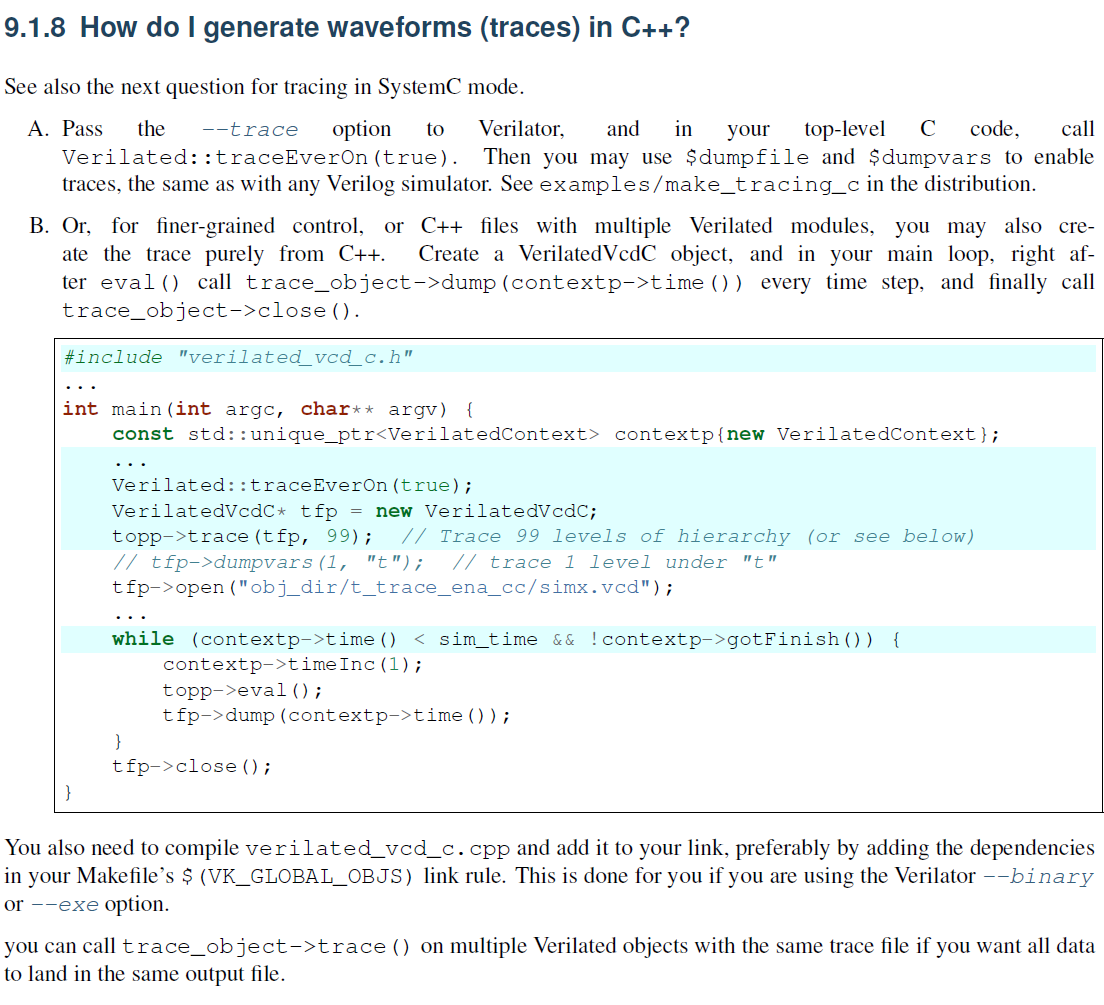 9.1.8 How do I generate waveforms (traces) in C++?
See also the next question for tracing in SystemC mode.
A. Pass the --trace option to Verilator, and in your top-level C code, call
Verilated::traceEverOn(true). Then you may use $dumpfile and $dumpvars to enable
traces, the same as with any Verilog simulator. See examples/make_tracing_c in the distribution.
B. Or, for finer-grained control, or C++ files with multiple Verilated modules, you may also cre-
ate the trace purely from C++. Create a VerilatedVcdC object, and in your main loop, right af-
ter eval() call trace_object->dump(contextp->time()) every time step, and finally call
trace_object->close().
#include "verilated_vcd_c.h"
...
int main(int argc, char** argv) {
    const std::unique_ptr<VerilatedContext> contextp{new VerilatedContext};
    ...
    Verilated::traceEverOn(true);
    VerilatedVcdC* tfp = new VerilatedVcdC;
    topp->trace(tfp, 99);  // Trace 99 levels of hierarchy (or see below)
    // tfp->dumpvars(1, "t");  // trace 1 level under "t"
    tfp->open("obj_dir/t_trace_ena_cc/simx.vcd");
    ...
    while (contextp->time() < sim_time && !contextp->gotFinish()) {
        contextp->timeInc(1);
        topp->eval();
        tfp->dump(contextp->time());
    }
    tfp->close();
}
You also need to compile verilated_vcd_c.cpp and add it to your link, preferably by adding the dependencies
in your Makefile's $(VK_GLOBAL_OBJS) link rule. This is done for you if you are using the Verilator --binary
or --exe option.
you can call trace_object->trace() on multiple Verilated objects with the same trace file if you want all data
to land in the same output file.